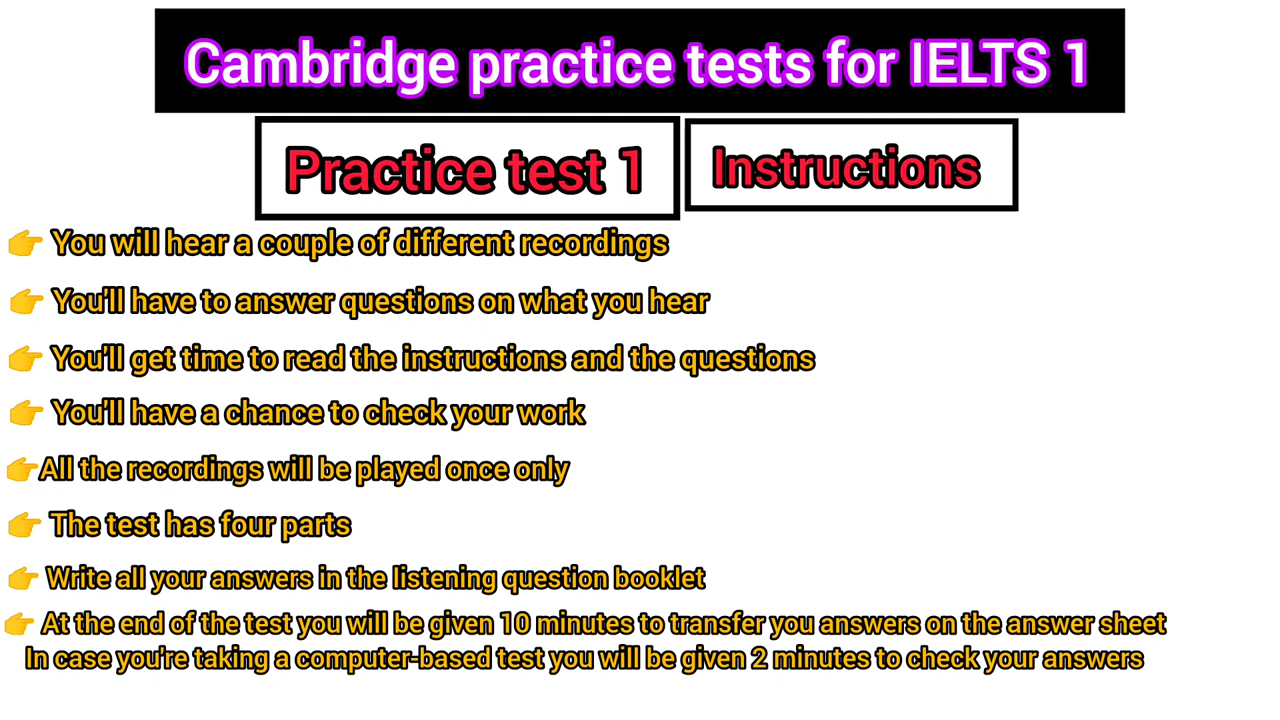 Cambridge practice tests for IELTS 1
Practice test 1
Instructions
👉 You will hear a couple of different recordings
👉 You'll have to answer questions on what you hear
👉 You'll get time to read the instructions and the questions
👉 You'll have a chance to check your work
👉All the recordings will be played once only
👉 The test has four parts
👉 Write all your answers in the listening question booklet
👉 At the end of the test you will be given 10 minutes to transfer you answers on the answer sheet
In case you're taking a computer-based test you will be given 2 minutes to check your answers